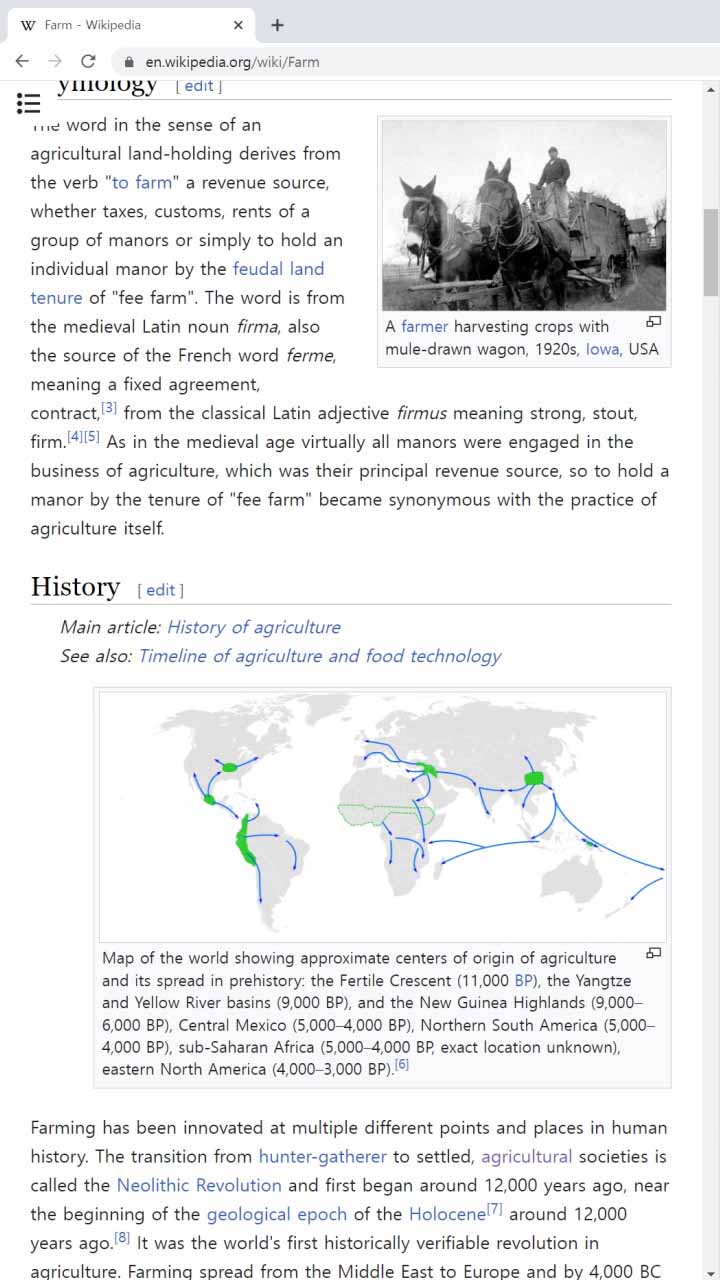 Farm - Wikipedia
en.wikipedia.org/wiki/Farm
ymology [ edit ]
The word in the sense of an
agricultural land-holding derives from
the verb "to farm" a revenue source,
whether taxes, customs, rents of a
group of manors or simply to hold an
individual manor by the feudal land
tenure of "fee farm". The word is from
the medieval Latin noun firma, also
the source of the French word ferme,
meaning a fixed agreement,
contract,[3] from the classical Latin adjective firmus meaning strong, stout,
firm.[4][5] As in the medieval age virtually all manors were engaged in the
business of agriculture, which was their principal revenue source, so to hold a
manor by the tenure of "fee farm" became synonymous with the practice of
agriculture itself.
A farmer harvesting crops with
mule-drawn wagon, 1920s, Iowa, USA
History [ edit ]
Main article: History of agriculture
See also: Timeline of agriculture and food technology
Map of the world showing approximate centers of origin of agriculture
and its spread in prehistory: the Fertile Crescent (11,000 BP), the Yangtze
and Yellow River basins (9,000 BP), and the New Guinea Highlands (9,000–
6,000 BP), Central Mexico (5,000–4,000 BP), Northern South America (5,000–
4,000 BP), sub-Saharan Africa (5,000–4,000 BP, exact location unknown),
eastern North America (4,000–3,000 BP).[6]
Farming has been innovated at multiple different points and places in human
history. The transition from hunter-gatherer to settled, agricultural societies is
called the Neolithic Revolution and first began around 12,000 years ago, near
the beginning of the geological epoch of the Holocene[7] around 12,000
years ago.[8] It was the world's first historically verifiable revolution in
agriculture. Farming spread from the Middle East to Europe and by 4,000 BC